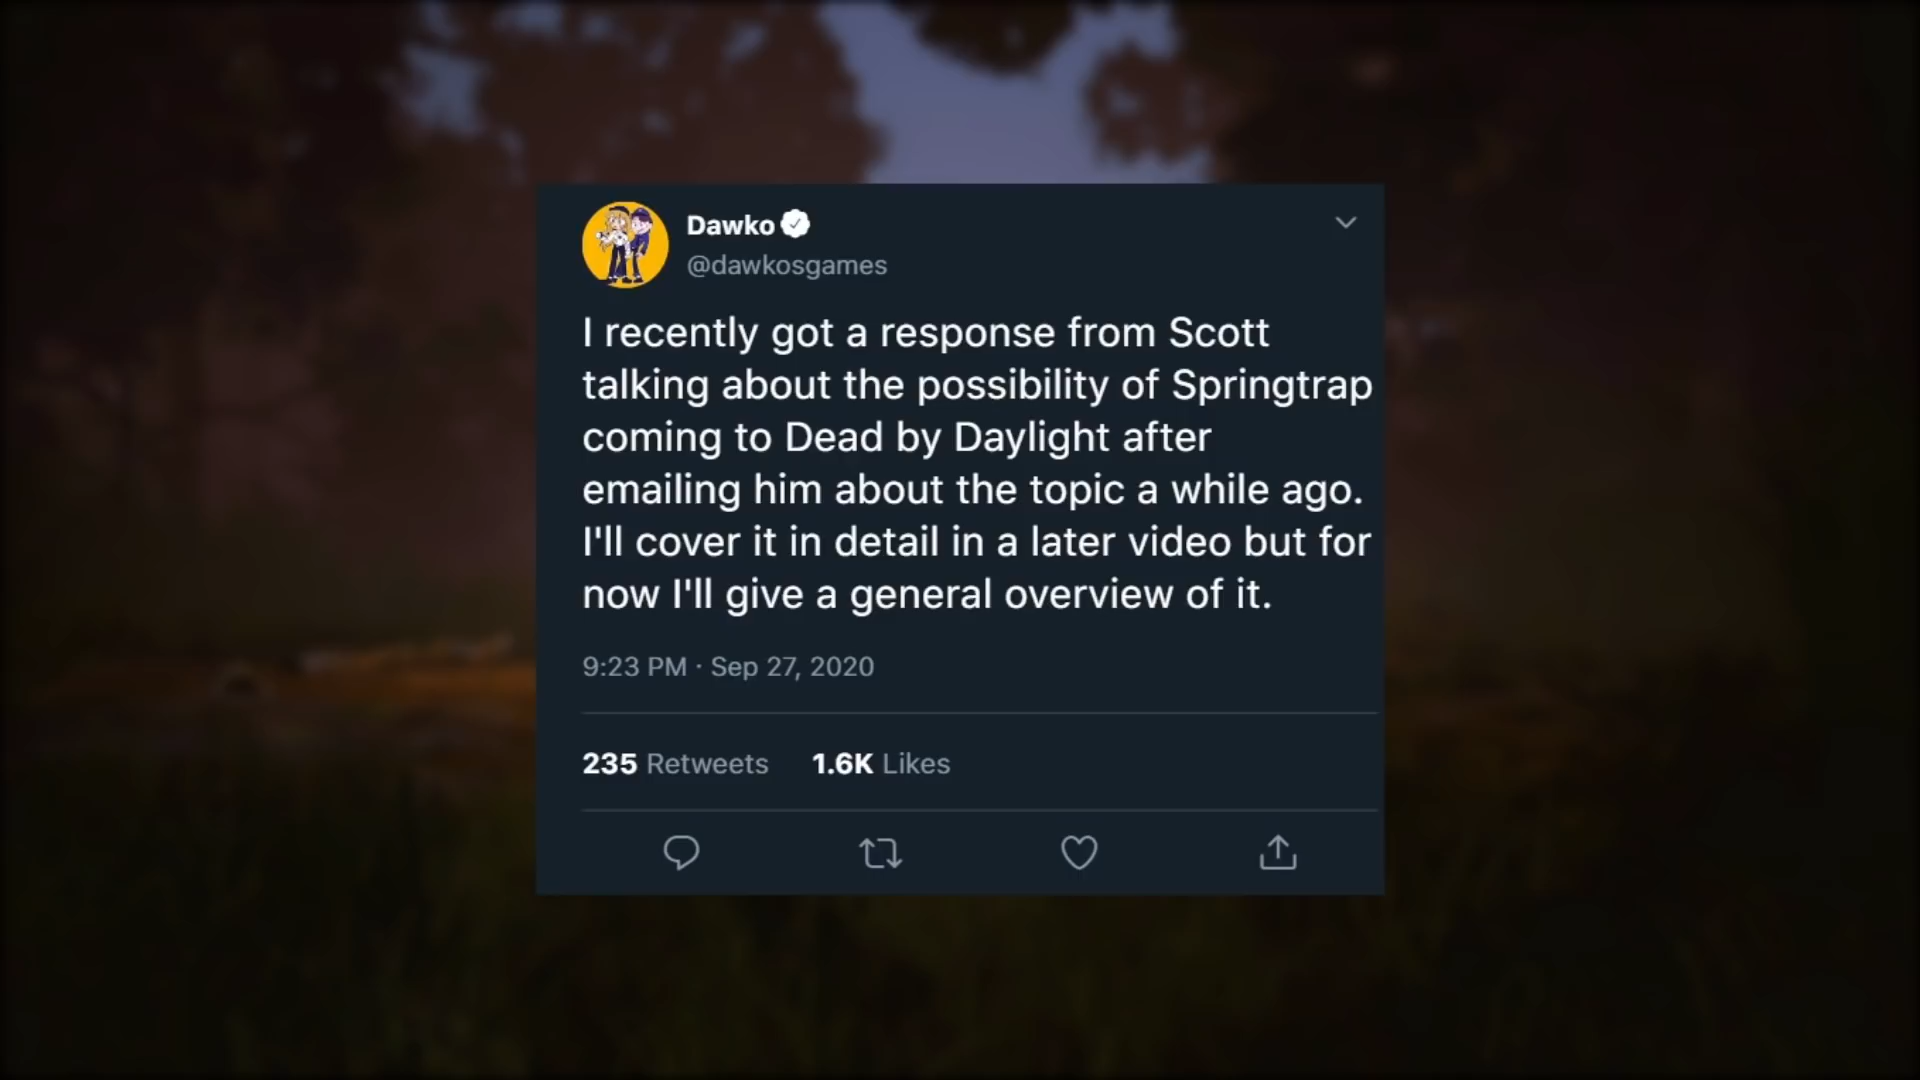 Dawko
@dawkosgames
I recently got a response from Scott
talking about the possibility of Springtrap
coming to Dead by Daylight after
emailing him about the topic a while ago.
I'll cover it in detail in a later video but for
now I'll give a general overview of it.
9:23 PM · Sep 27, 2020
235 Retweets 1.6K Likes